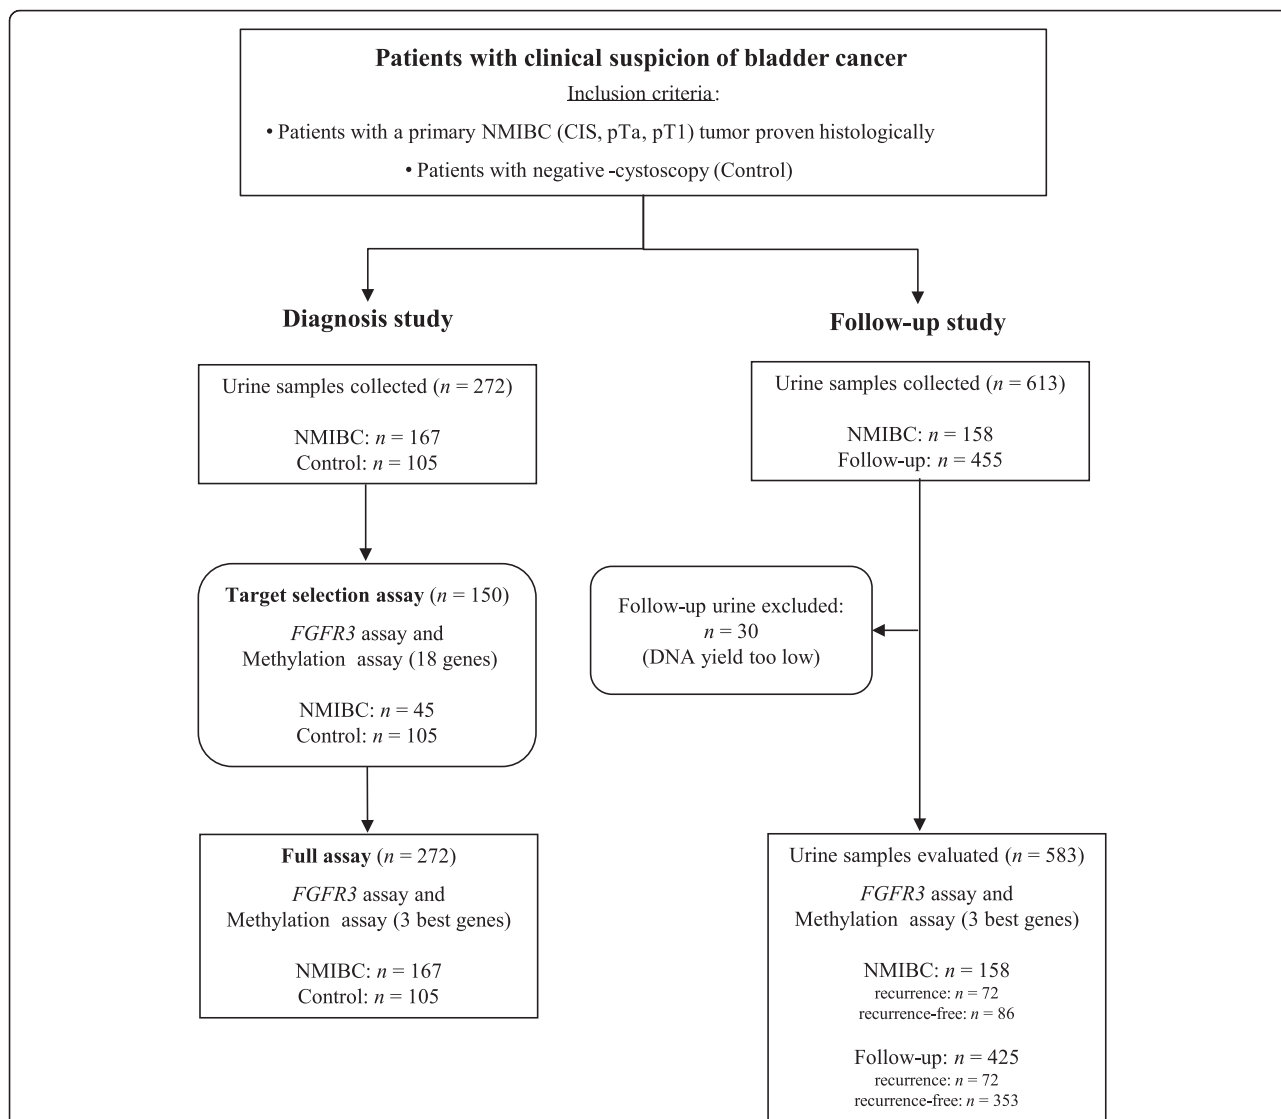 Patients with clinical suspicion of bladder cancer
Inclusion criteria:
• Patients with a primary NMIBC (CIS, pTa, pT1) tumor proven histologically
• Patients with negative-cystoscopy (Control)
Diagnosis study
Urine samples collected (n = 272)
NMIBC: n = 167
Control: n = 105
Target selection assay (n = 150)
FGFR3 assay and
Methylation assay (18 genes)
NMIBC: n = 45
Control: n = 105
Full assay (n = 272)
FGFR3 assay and
Methylation assay (3 best genes)
NMIBC: n = 167
Control: n = 105
Follow-up study
Urine samples collected (n = 613)
NMIBC: n = 158
Follow-up: n = 455
Follow-up urine excluded:
n = 30
(DNA yield too low)
Urine samples evaluated (n = 583)
FGFR3 assay and
Methylation assay (3 best genes)
NMIBC: n = 158
recurrence: n = 72
recurrence-free: n = 86
Follow-up: n = 425
recurrence: n = 72
recurrence-free: n = 353